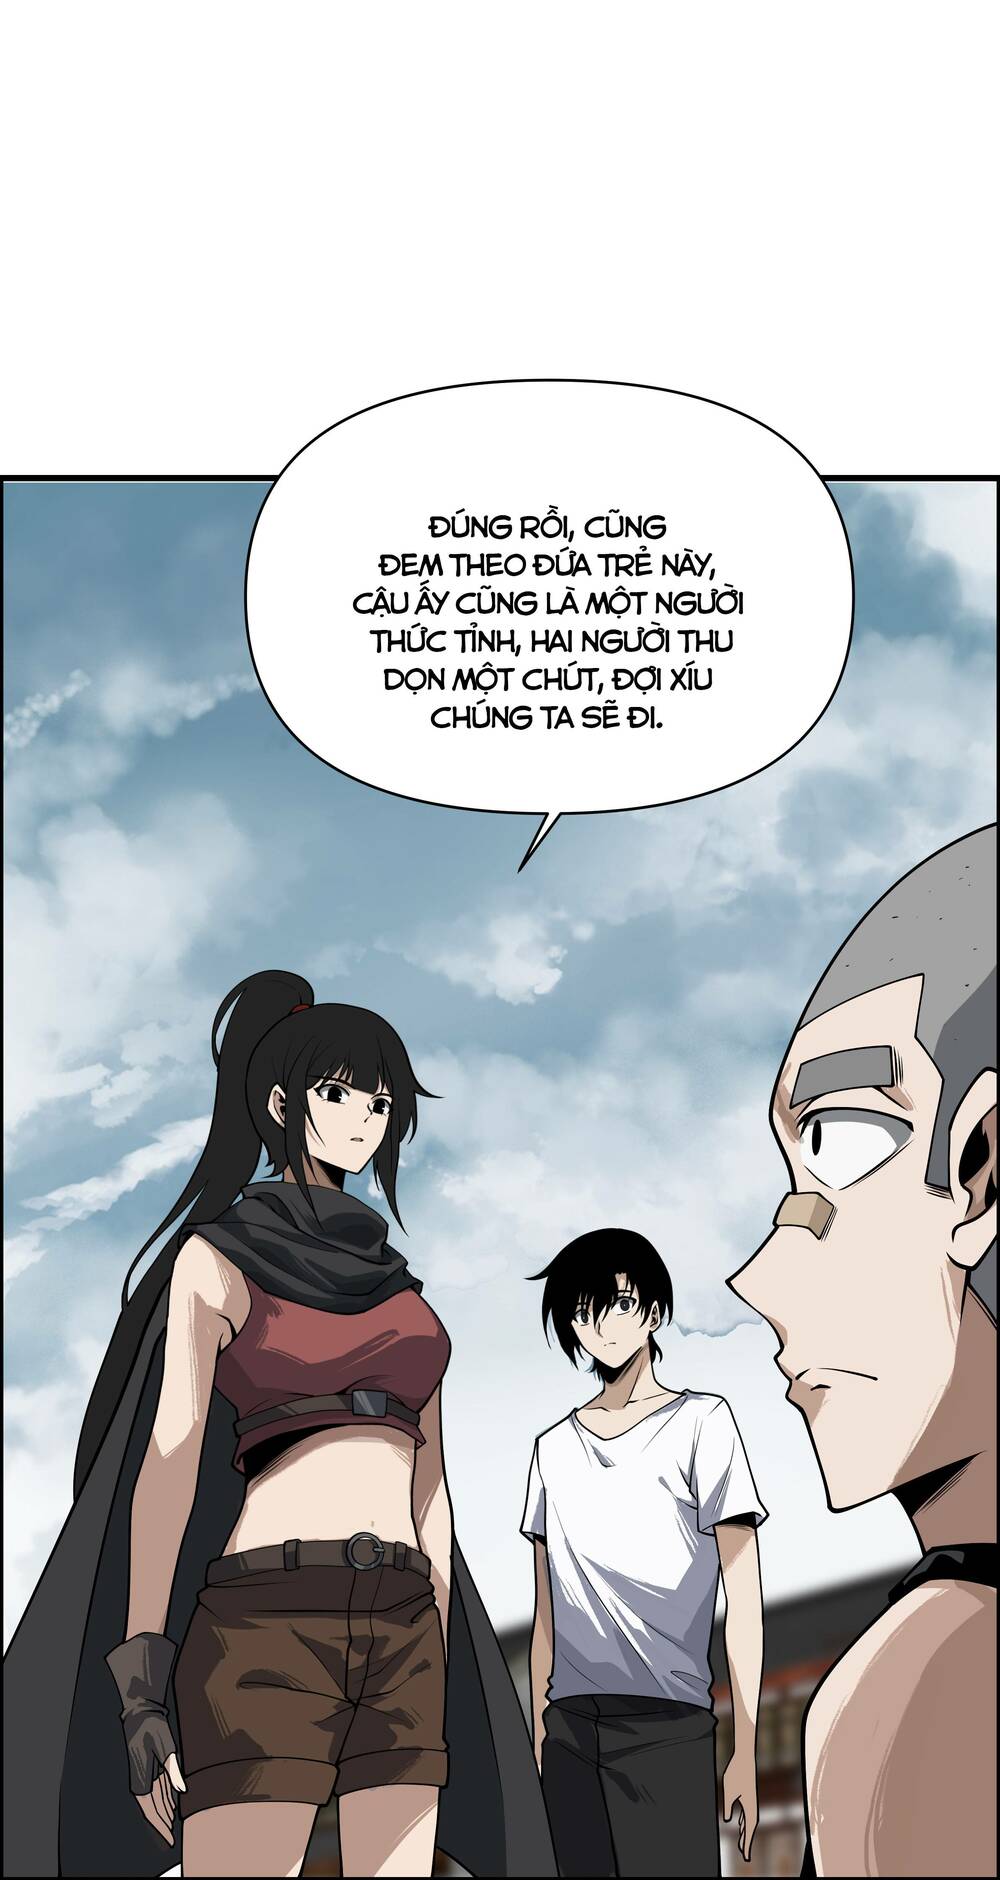 ĐÚNG RỒI, CŨNG
ĐEM THEO ĐỨA TRẺ NÀY,
CẬU ẤY CŨNG LÀ MỘT NGƯỜI
THỨC TỈNH, HAI NGƯỜI THU
DỌN MỘT CHÚT, ĐỢI XÍU
CHÚNG TA SẼ ĐI.